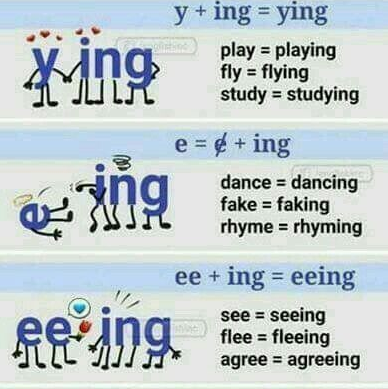 y + ing = ying
y ing
play = playing
fly = flying
study = studying
e = e̸ + ing
e ing
dance = dancing
fake = faking
rhyme = rhyming
ee + ing = eeing
ee ing
see = seeing
flee = fleeing
agree = agreeing